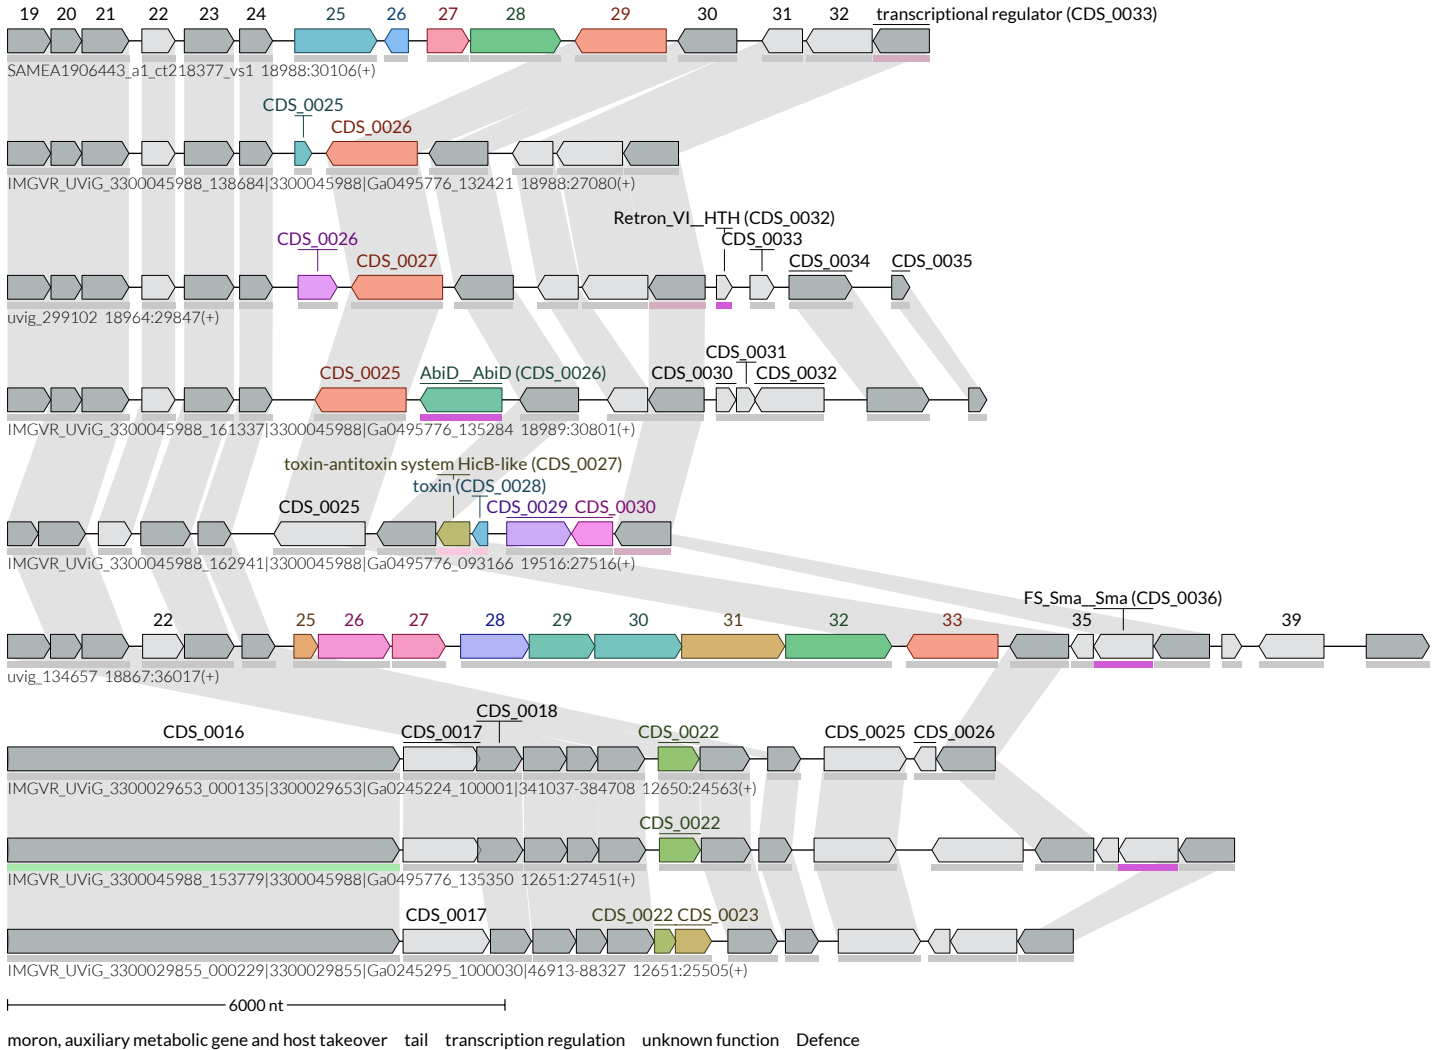 19 20 21 22 23 24 25 26 27 28 29 30 31 32 transcriptional regulator (CDS_0033)
SAMEA1906443_a1_ct218377_vs1 18988:30106(+)
CDS_0025
CDS_0026
IMGVR_UViG_3300045988_138684|3300045988|Ga0495776_132421 18988:27080(+)
Retron_VI__HTH (CDS_0032)
CDS_0026 CDS_0033
CDS_0027 CDS_0034 CDS_0035
uvig_299102 18964:29847(+)
CDS_0031
CDS_0025 AbiD__AbiD (CDS_0026) CDS_0030 CDS_0032
IMGVR_UViG_3300045988_161337|3300045988|Ga0495776_135284 18989:30801(+)
toxin-antitoxin system HicB-like (CDS_0027)
toxin (CDS_0028)
CDS_0025 CDS_0029 CDS_0030
IMGVR_UViG_3300045988_162941|3300045988|Ga0495776_093166 19516:27516(+)
FS_Sma__Sma (CDS_0036)
22 25 26 27 28 29 30 31 32 33 35 39
uvig_134657 18867:36017(+)
CDS_0018
CDS_0016 CDS_0017 CDS_0022 CDS_0025 CDS_0026
IMGVR_UViG_3300029653_000135|3300029653|Ga0245224_100001|341037-384708 12650:24563(+)
CDS_0022
IMGVR_UViG_3300045988_153779|3300045988|Ga0495776_135350 12651:27451(+)
CDS_0017 CDS_0022 CDS_0023
IMGVR_UViG_3300029855_000229|3300029855|Ga0245295_1000030|46913-88327 12651:25505(+)
6000 nt
moron, auxiliary metabolic gene and host takeover tail transcription regulation unknown function Defence